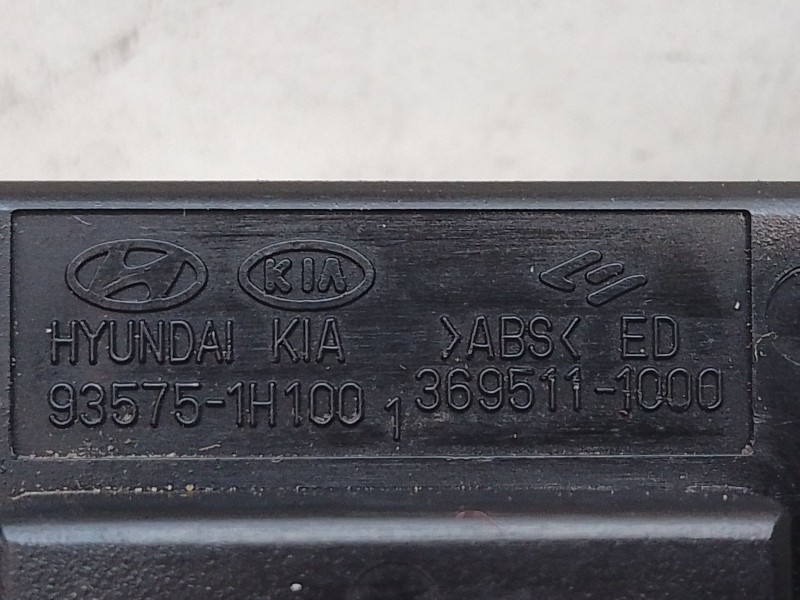 KIA
HYUNDAI KIA >ABS< ED
93575-1H100 1 369511-1000